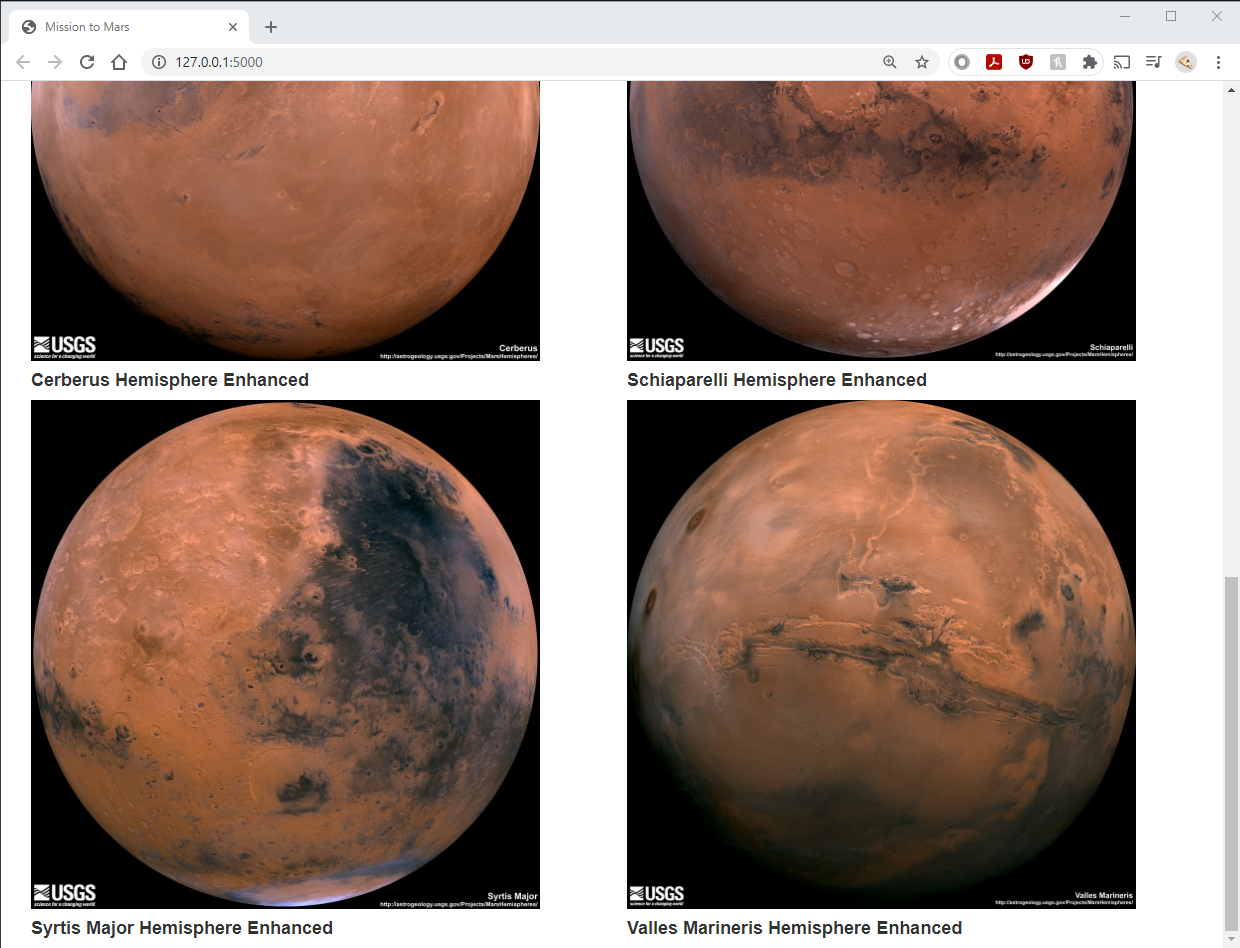 Mission to Mars
127.0.0.1:5000
USGS
science for a changing world
Cerberus
http://astrogeology.usgs.gov/Projects/MarsHemispheres/
USGS
science for a changing world
Schiaparelli
http://astrogeology.usgs.gov/Projects/MarsHemispheres/
Cerberus Hemisphere Enhanced
Schiaparelli Hemisphere Enhanced
USGS
science for a changing world
Syrtis Major
http://astrogeology.usgs.gov/Projects/MarsHemispheres/
USGS
science for a changing world
Valles Marineris
http://astrogeology.usgs.gov/Projects/MarsHemispheres/
Syrtis Major Hemisphere Enhanced
Valles Marineris Hemisphere Enhanced